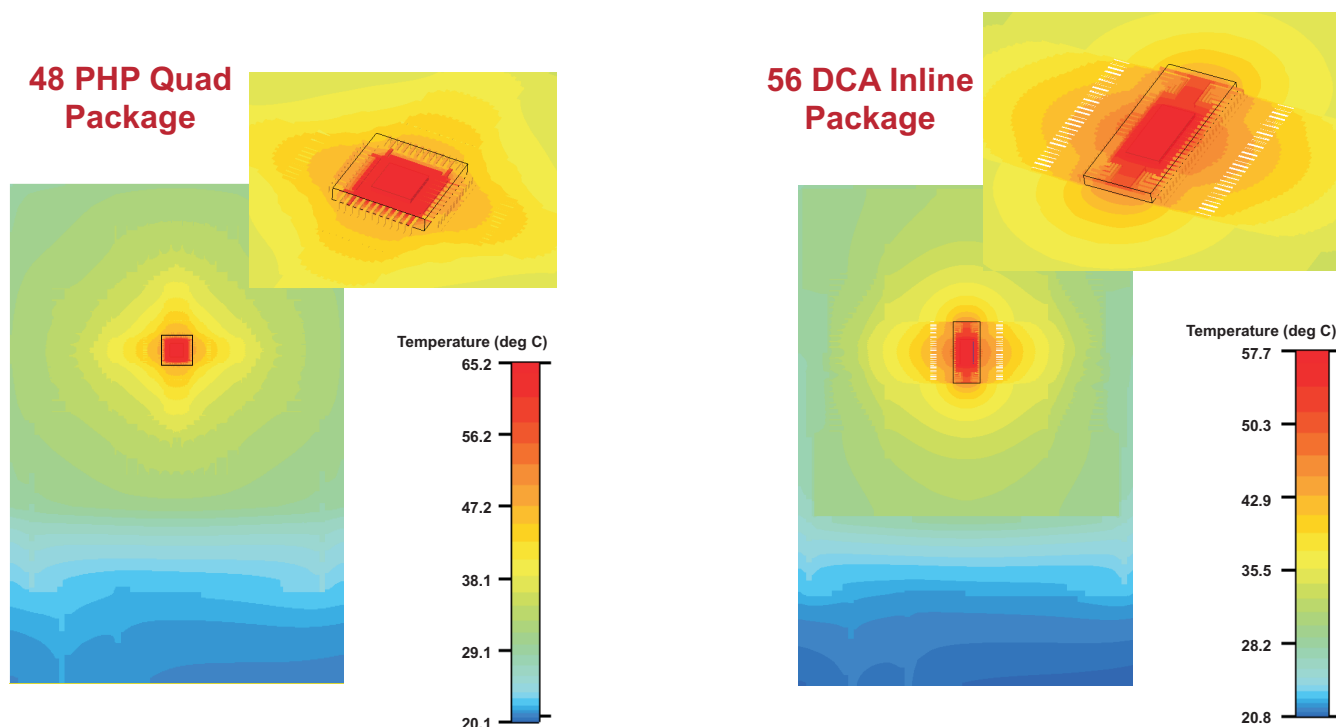 48 PHP Quad
Package
Temperature (deg C)
65.2
56.2
47.2
38.1
29.1
20.1
56 DCA Inline
Package
Temperature (deg C)
57.7
50.3
42.9
35.5
28.2
20.8